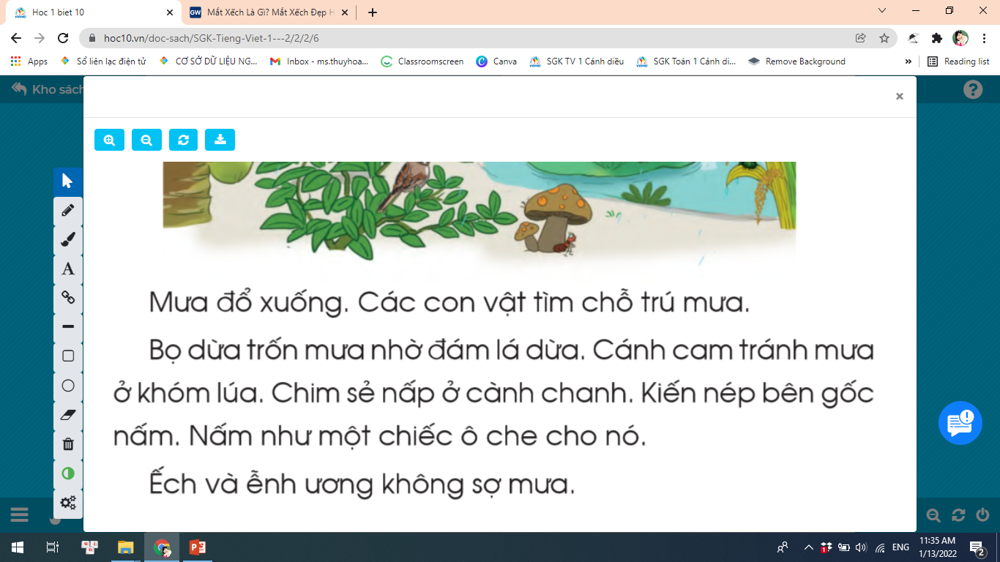 Hoc 1 biet 10
GW Mắt Xếch Là Gì? Mắt Xếch Đẹp H
hoc10.vn/doc-sach/SGK-Tieng-Viet-1---2/2/2/6
Apps Sổ liên lạc điện tử CƠ SỞ DỮ LIỆU NG... Inbox - ms.thuyhoa... Classroomscreen Canva SGK TV 1 Cánh diều SGK Toán 1 Cánh di... Remove Background » Reading list
Kho sách
Mưa đổ xuống. Các con vật tìm chỗ trú mưa.
Bọ dừa trốn mưa nhờ đám lá dừa. Cánh cam tránh mưa
ở khóm lúa. Chim sẻ nấp ở cành chanh. Kiến nép bên gốc
nấm. Nấm như một chiếc ô che cho nó.
Ếch và ễnh ương không sợ mưa.
ENG
11:35 AM
1/13/2022
2